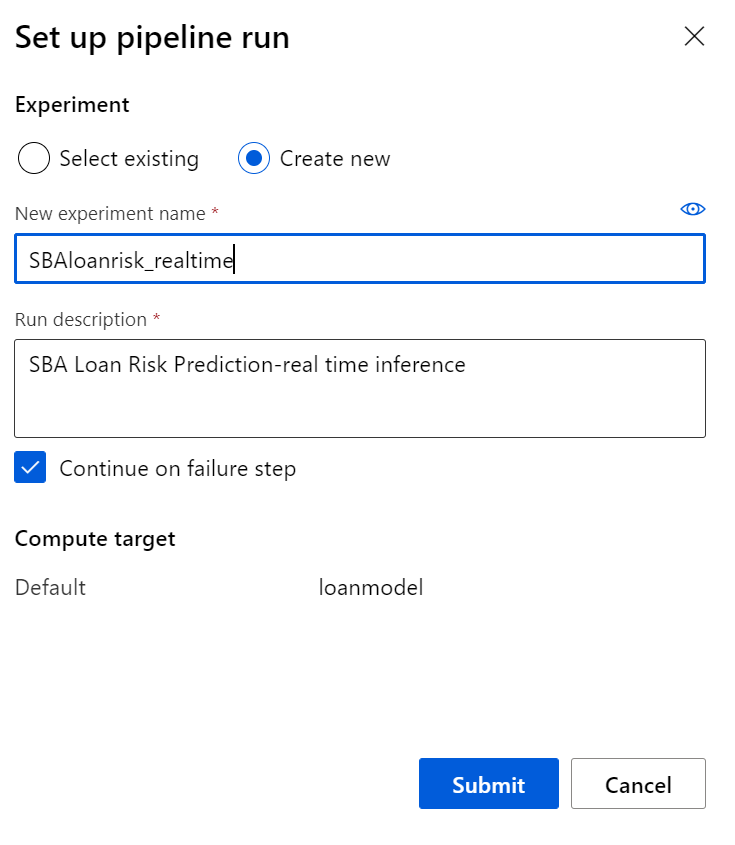 Set up pipeline run
Experiment
Select existing
Create new
New experiment name *
SBAloanrisk_realtime
Run description *
SBA Loan Risk Prediction-real time inference
Continue on failure step
Compute target
Default loanmodel
Submit Cancel